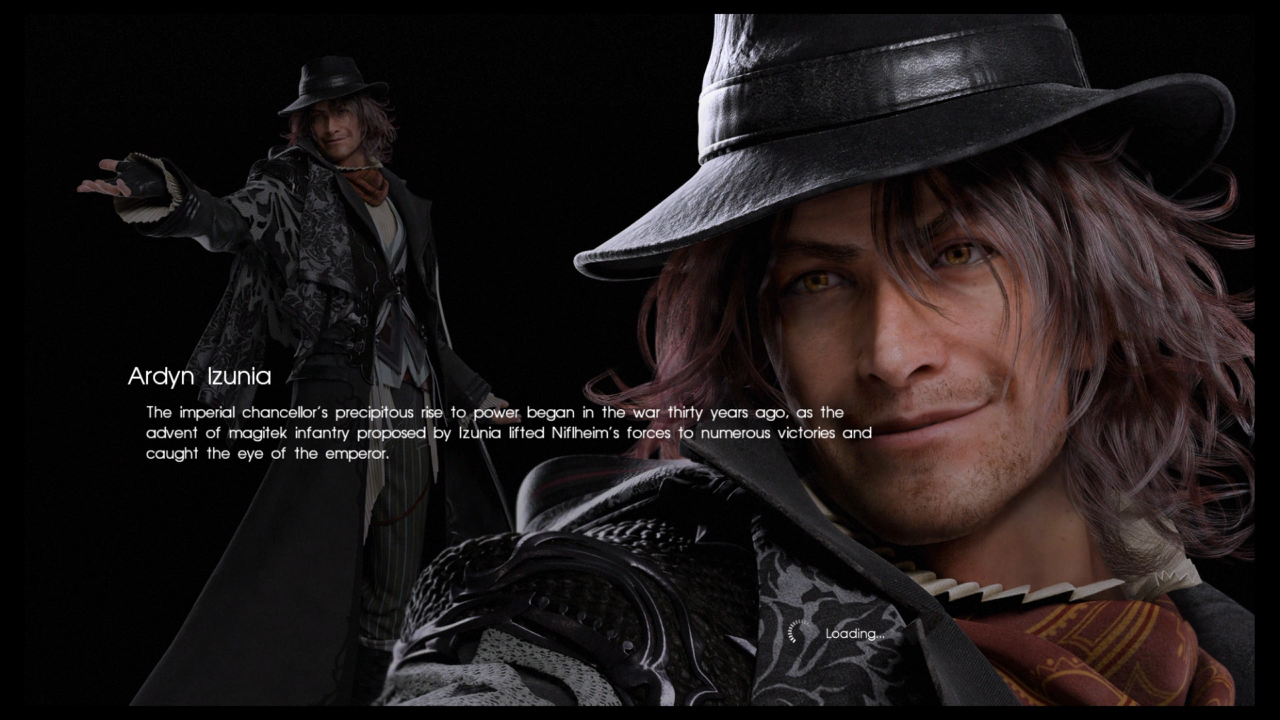 Ardyn Izunia
The imperial chancellor's precipitous rise to power began in the war thirty years ago, as the
advent of magitek infantry proposed by Izunia lifted Niflheim's forces to numerous victories and
caught the eye of the emperor.
Loading...